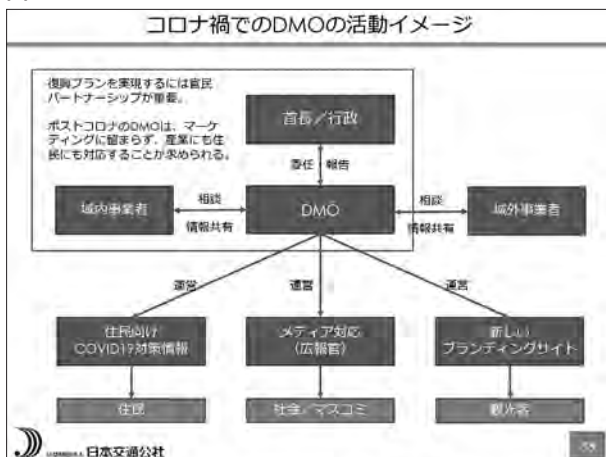 コロナ禍でのDMOの活動イメージ
復興プランを実現するには官民
パートナーシップが重要。
ポストコロナのDMOは、マーケ
ティングに留まらず、産業にも住
民にも対応することが求められる。
首長／行政
委任
報告
域内事業者
相談
情報共有
DMO
相談
情報共有
域外事業者
運営
運営
運営
住民向け
COVID19対策情報
メディア対応
（広報官）
新しい
ブランディングサイト
住民
社会／マスコミ
観光客
日本交通公社